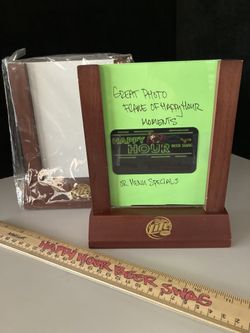 GREAT PHOTO
FRAME OF HAPPY HOUR
MOMENTS
HAPPY
HOUR
OR MENU SPECIALS
Lite
HAPPY HOUR BEER SWAG